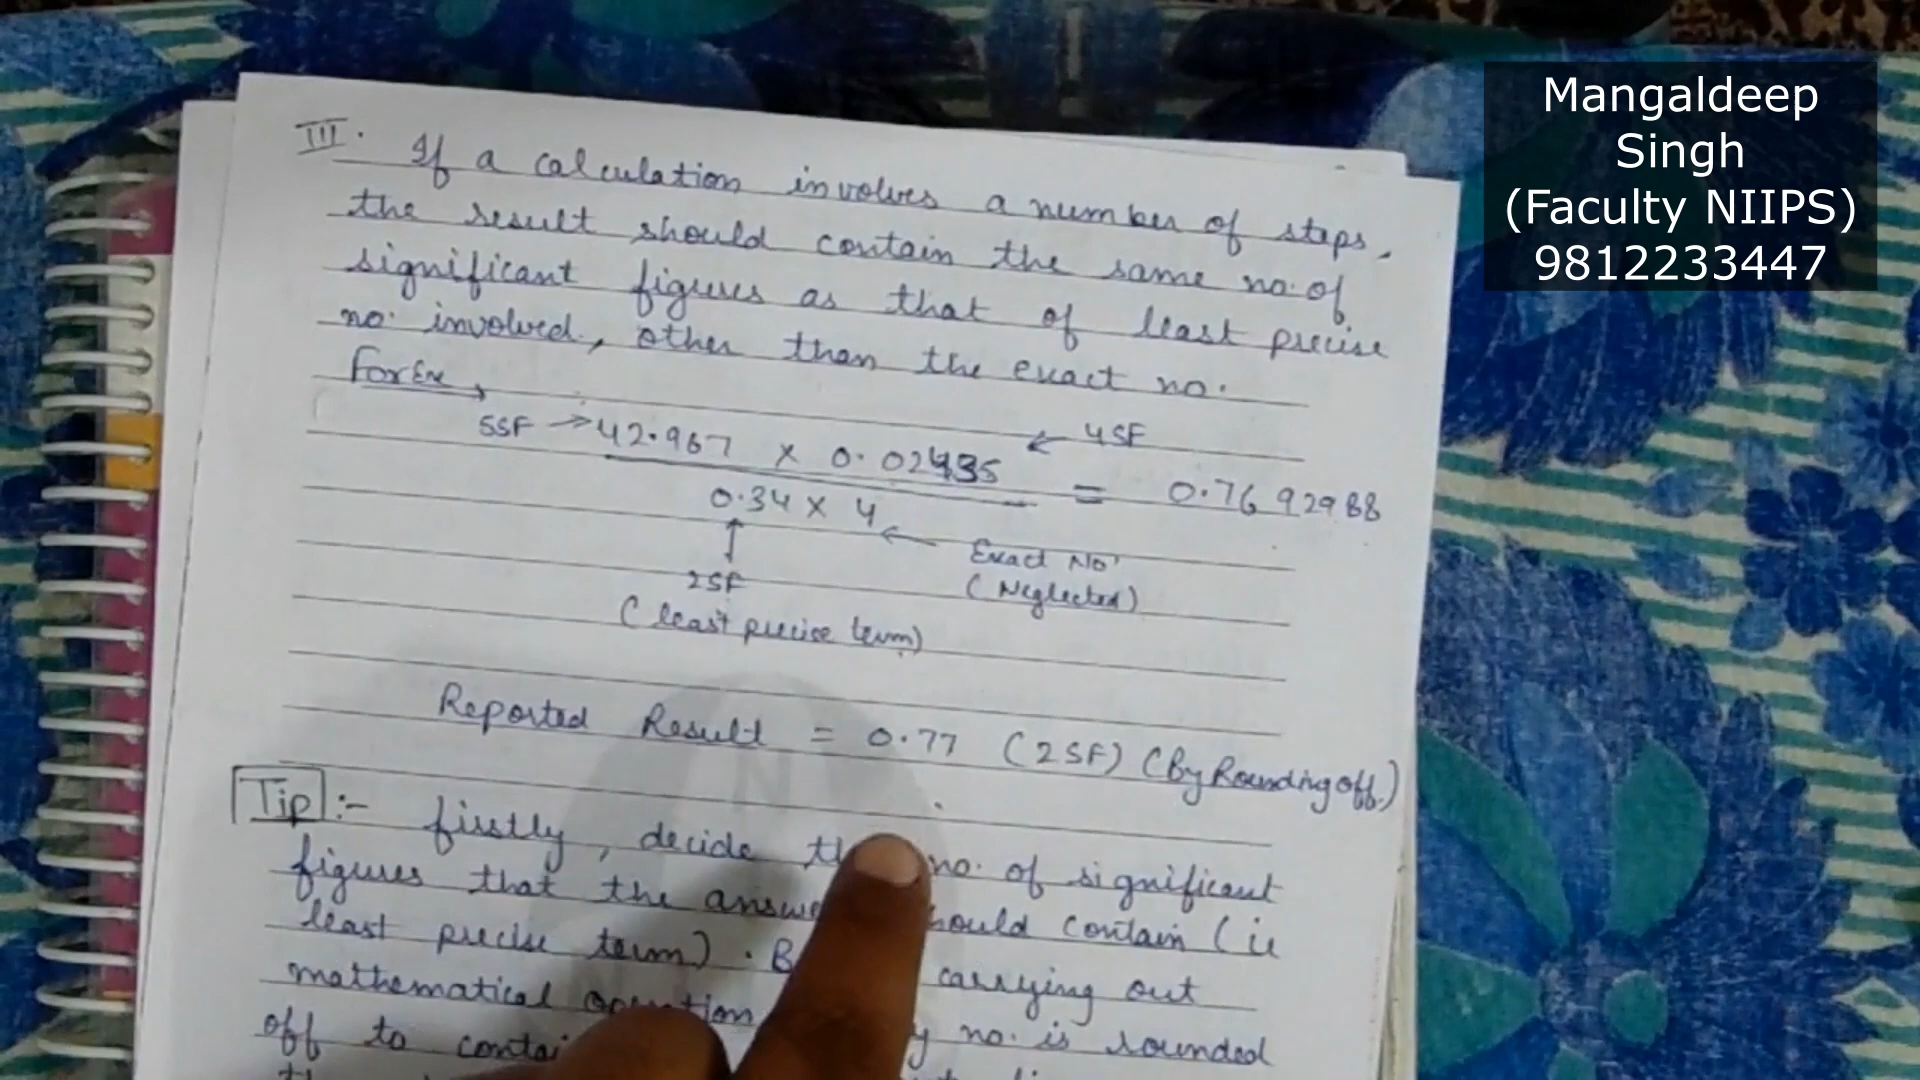 Mangaldeep
Singh
(Faculty NIIPS)
9812233447
III. If a calculation involves a number of steps,
the result should contain the same no. of
significant figures as that of least precise
no. involved, other than the exact no.
For Ex
5SF 42.967 x 0.02435 4SF
= 0.7692988
0.34 x 4
Exact No.
2SF (Neglected)
(least precise term)
Reported Result = 0.77 (2SF) (By Rounding off.)
Tip :- firstly, decide no. of significant
figures that the should contain (ie
least precise term). carrying out
mathematical no. is rounded
off to